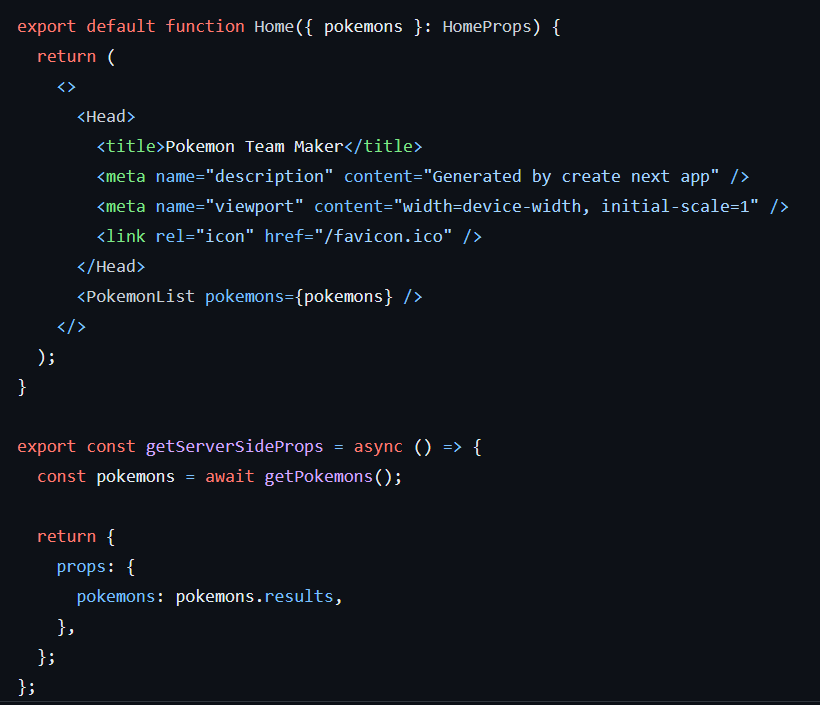 export default function Home({ pokemons }: HomeProps) {
  return (
    <>
      <Head>
        <title>Pokemon Team Maker</title>
        <meta name="description" content="Generated by create next app" />
        <meta name="viewport" content="width=device-width, initial-scale=1" />
        <link rel="icon" href="/favicon.ico" />
      </Head>
      <PokemonList pokemons={pokemons} />
    </>
  );
}

export const getServerSideProps = async () => {
  const pokemons = await getPokemons();

  return {
    props: {
      pokemons: pokemons.results,
    },
  };
};